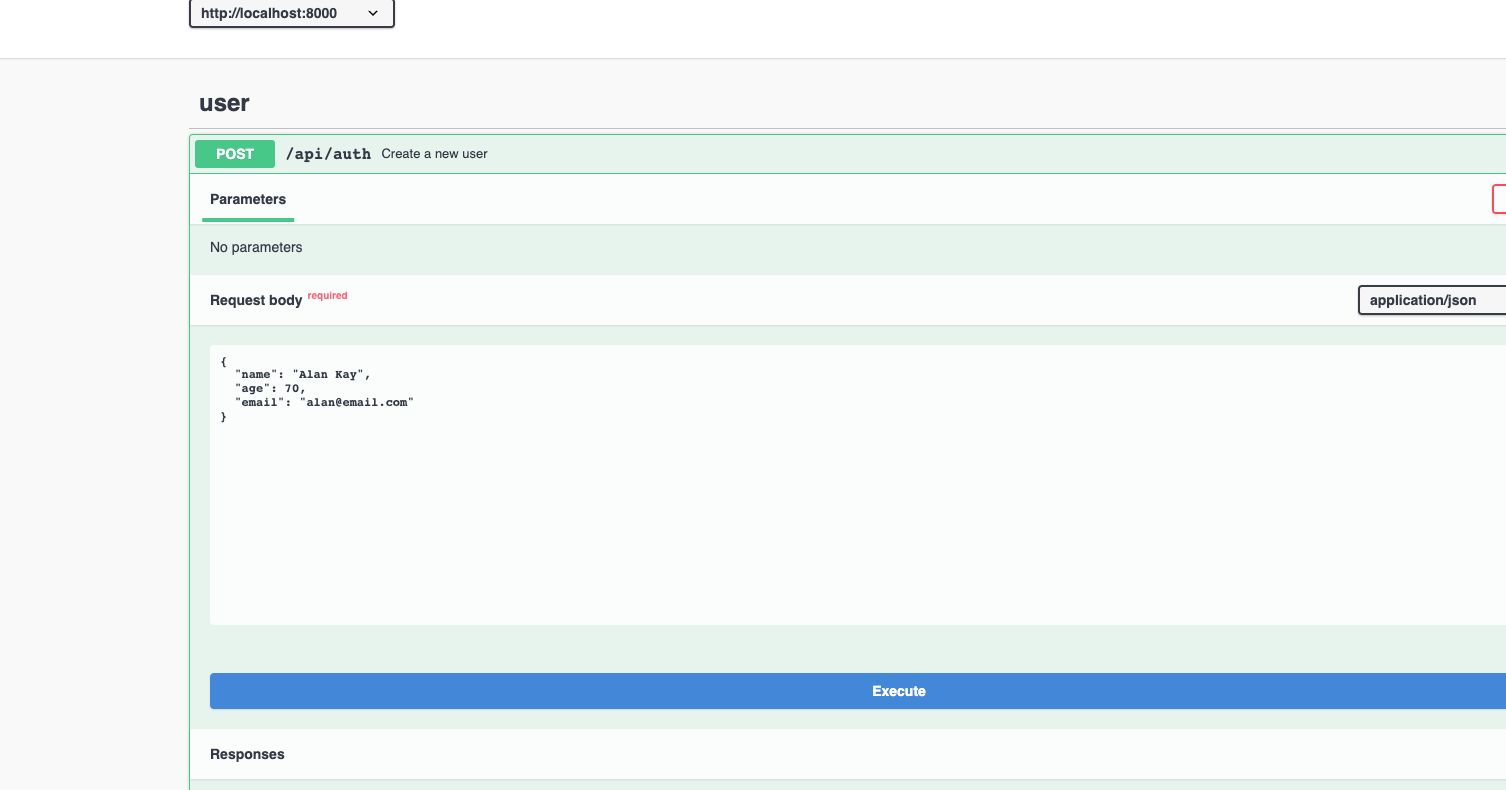 http://localhost:8000
user
POST /api/auth Create a new user
Parameters
No parameters
Request body required
application/json
{
  "name": "Alan Kay",
  "age": 70,
  "email": "alan@email.com"
}
Execute
Responses